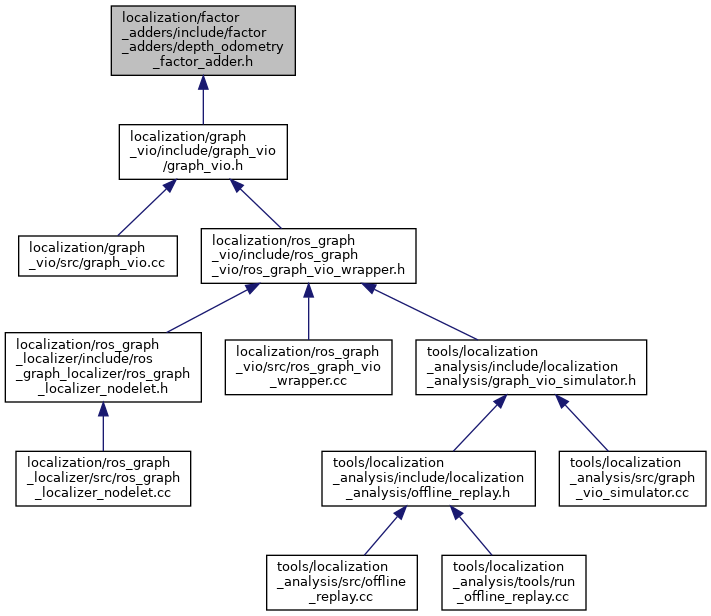 localization/factor
_adders/include/factor
_adders/depth_odometry
_factor_adder.h
localization/graph
_vio/include/graph_vio
/graph_vio.h
localization/graph
_vio/src/graph_vio.cc
localization/ros_graph
_vio/include/ros_graph
_vio/ros_graph_vio_wrapper.h
localization/ros_graph
_localizer/include/ros
_graph_localizer/ros_graph
_localizer_nodelet.h
localization/ros_graph
_vio/src/ros_graph_vio
_wrapper.cc
tools/localization
_analysis/include/localization
_analysis/graph_vio_simulator.h
localization/ros_graph
_localizer/src/ros_graph
_localizer_nodelet.cc
tools/localization
_analysis/include/localization
_analysis/offline_replay.h
tools/localization
_analysis/src/graph
_vio_simulator.cc
tools/localization
_analysis/src/offline
_replay.cc
tools/localization
_analysis/tools/run
_offline_replay.cc